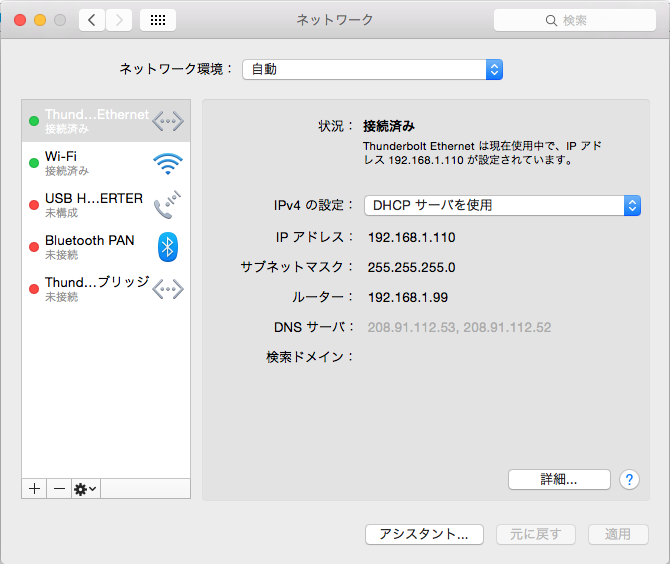 ネットワーク
検索
ネットワーク環境：
自動
Thund...Ethernet
接続済み
Wi-Fi
接続済み
USB H...ERTER
未構成
Bluetooth PAN
未接続
Thund...ブリッジ
未接続
状況：
接続済み
Thunderbolt Ethernet は現在使用中で、IP アド
レス 192.168.1.110 が設定されています。
IPv4 の設定：
DHCP サーバを使用
IP アドレス：
192.168.1.110
サブネットマスク：
255.255.255.0
ルーター：
192.168.1.99
DNS サーバ：
208.91.112.53, 208.91.112.52
検索ドメイン：
詳細...
?
アシスタント...
元に戻す
適用